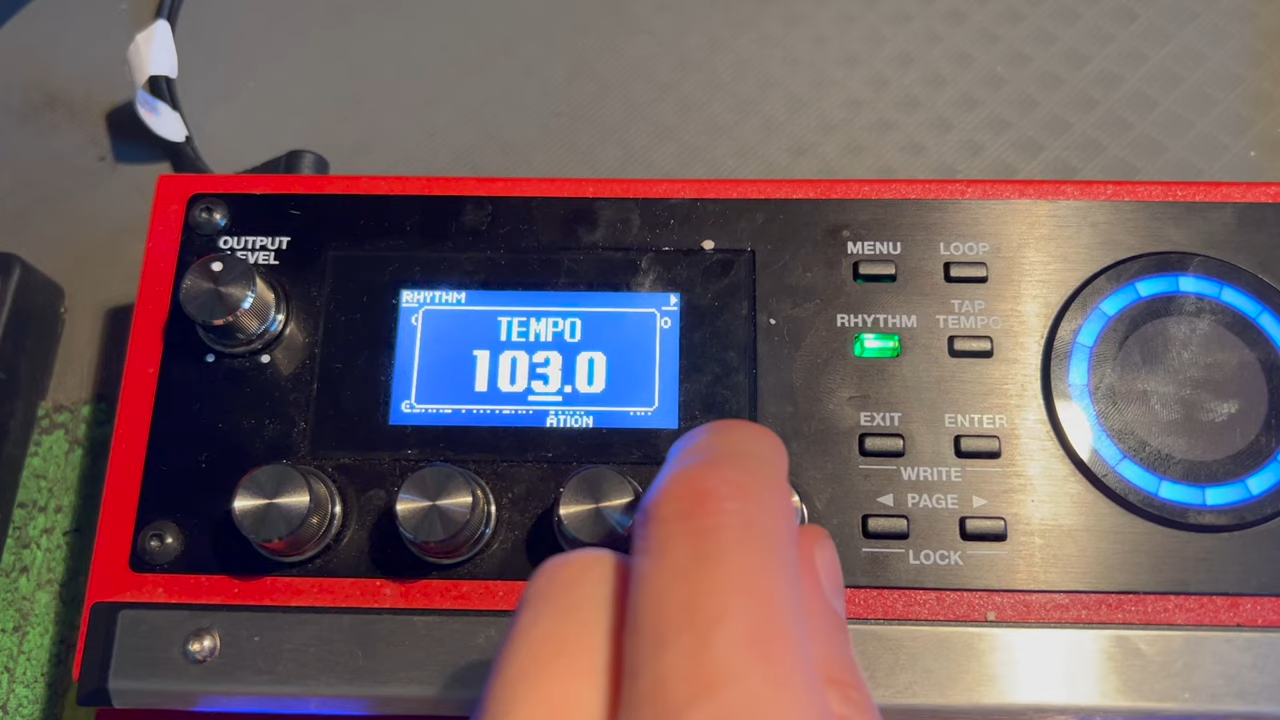 OUTPUT
LEVEL
RHYTHM
TEMPO
103.0
ATION
MENU
LOOP
RHYTHM
TAP
TEMPO
EXIT
ENTER
WRITE
◄ PAGE ►
LOCK